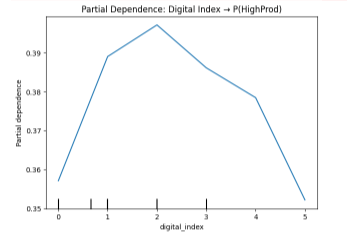 Partial Dependence: Digital Index → P(HighProd)
Partial dependence
0.39
0.38
0.37
0.36
0.35
0 1 2 3 4 5
digital_index